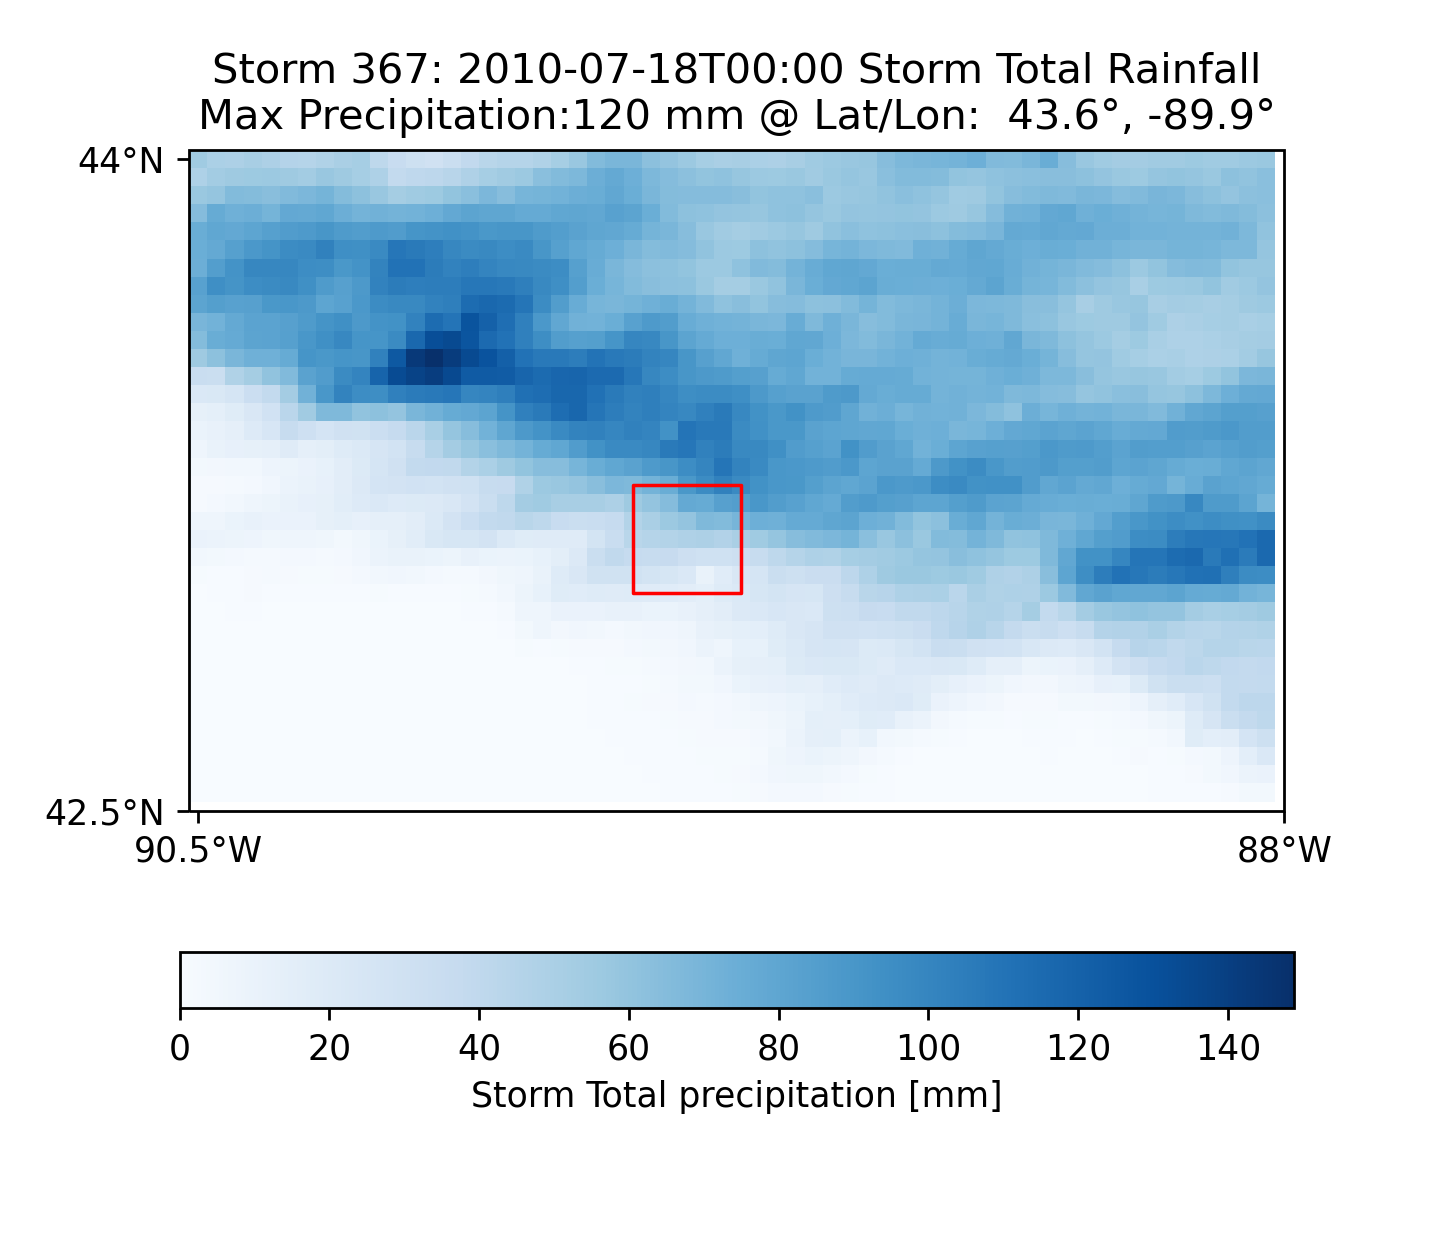 Storm 367: 2010-07-18T00:00 Storm Total Rainfall
Max Precipitation:120 mm @ Lat/Lon:  43.6°, -89.9°
44°N
42.5°N
90.5°W 88°W
0 20 40 60 80 100 120 140
Storm Total precipitation [mm]